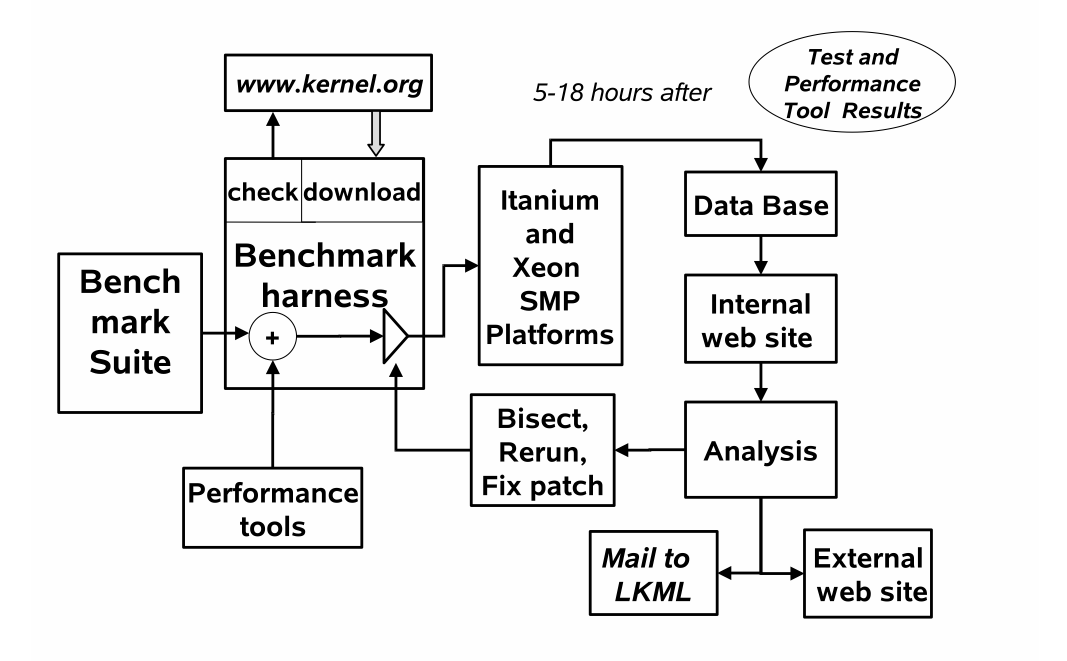 www.kernel.org
5-18 hours after
Test and
Performance
Tool Results
check
download
Benchmark
harness
+
Bench
mark
Suite
Performance
tools
Itanium
and
Xeon
SMP
Platforms
Data Base
Internal
web site
Analysis
Bisect,
Rerun,
Fix patch
Mail to
LKML
External
web site